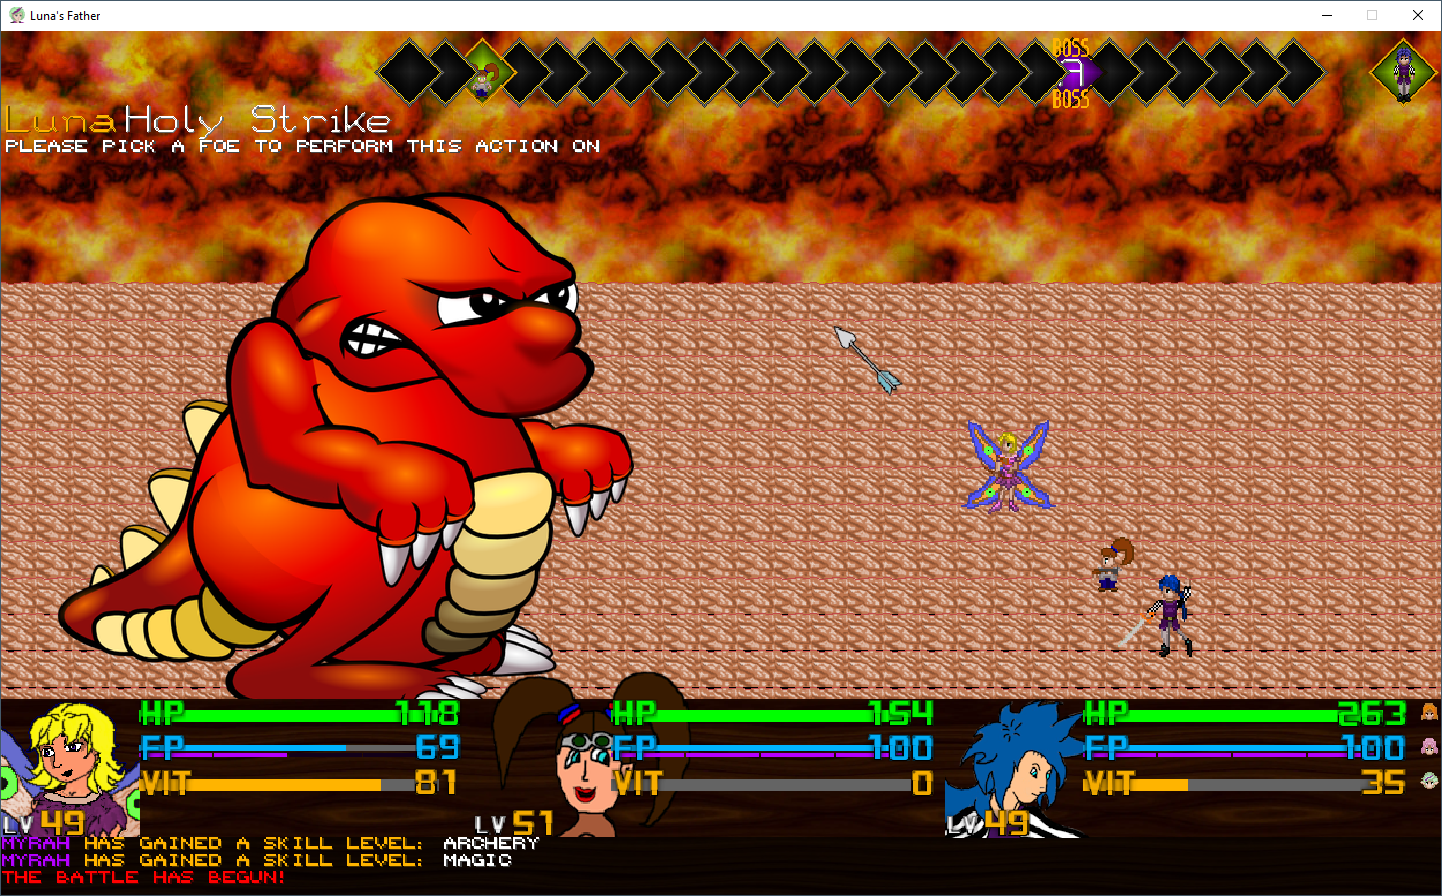 Luna's Father
BOSS
3
BOSS
Luna Holy Strike
PLEASE PICK A FOE TO PERFORM THIS ACTION ON
HP 118
FP 69
VIT 81
LV 49
HP 154
FP 100
VIT 0
LV 51
HP 263
FP 100
VIT 35
LV 49
MYRAH HAS GAINED A SKILL LEVEL: ARCHERY
MYRAH HAS GAINED A SKILL LEVEL: MAGIC
THE BATTLE HAS BEGUN!